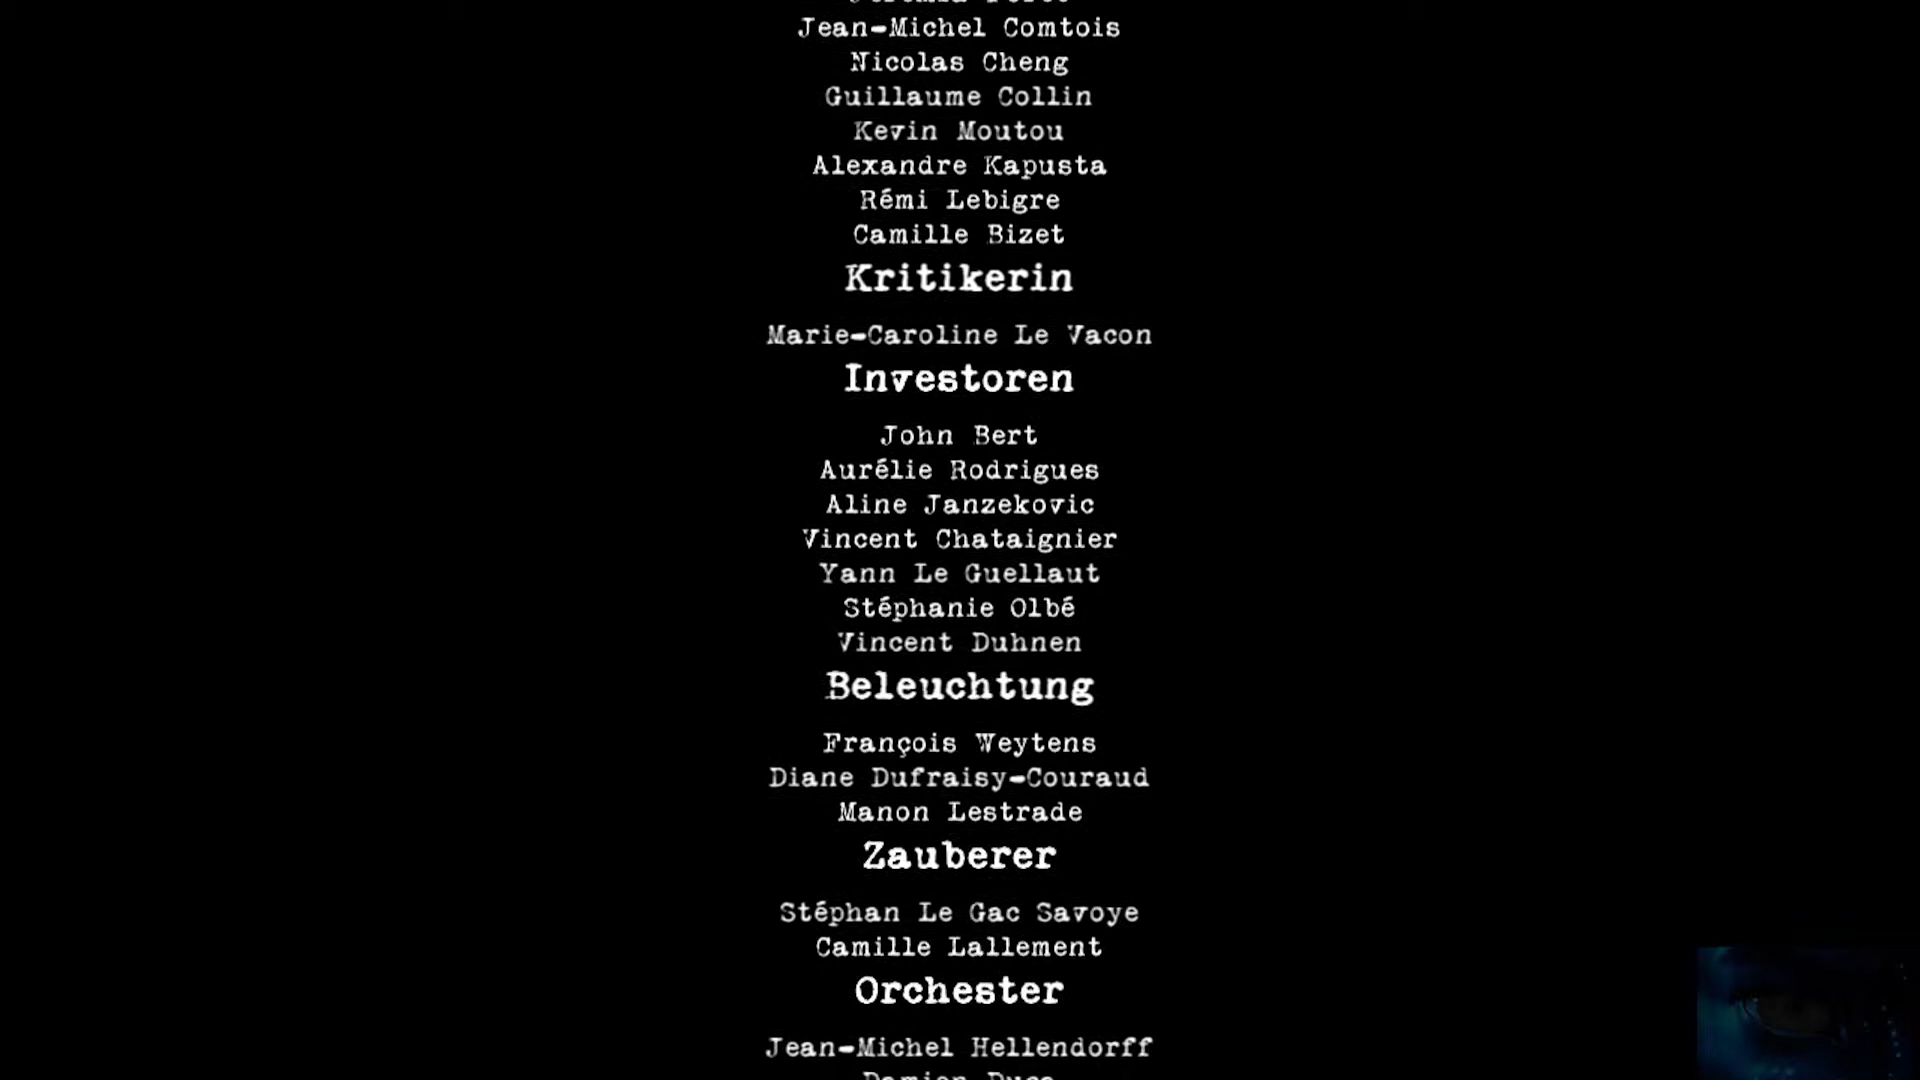 Jean-Michel Comtois
Nicolas Cheng
Guillaume Collin
Kevin Moutou
Alexandre Kapusta
Rémi Lebigre
Camille Bizet
Kritikerin
Marie-Caroline Le Vacon
Investoren
John Bert
Aurélie Rodrigues
Aline Janzekovic
Vincent Chataignier
Yann Le Guellaut
Stéphanie Olbé
Vincent Duhnen
Beleuchtung
François Weytens
Diane Dufraisy-Couraud
Manon Lestrade
Zauberer
Stéphan Le Gac Savoye
Camille Lallement
Orchester
Jean-Michel Hellendorff